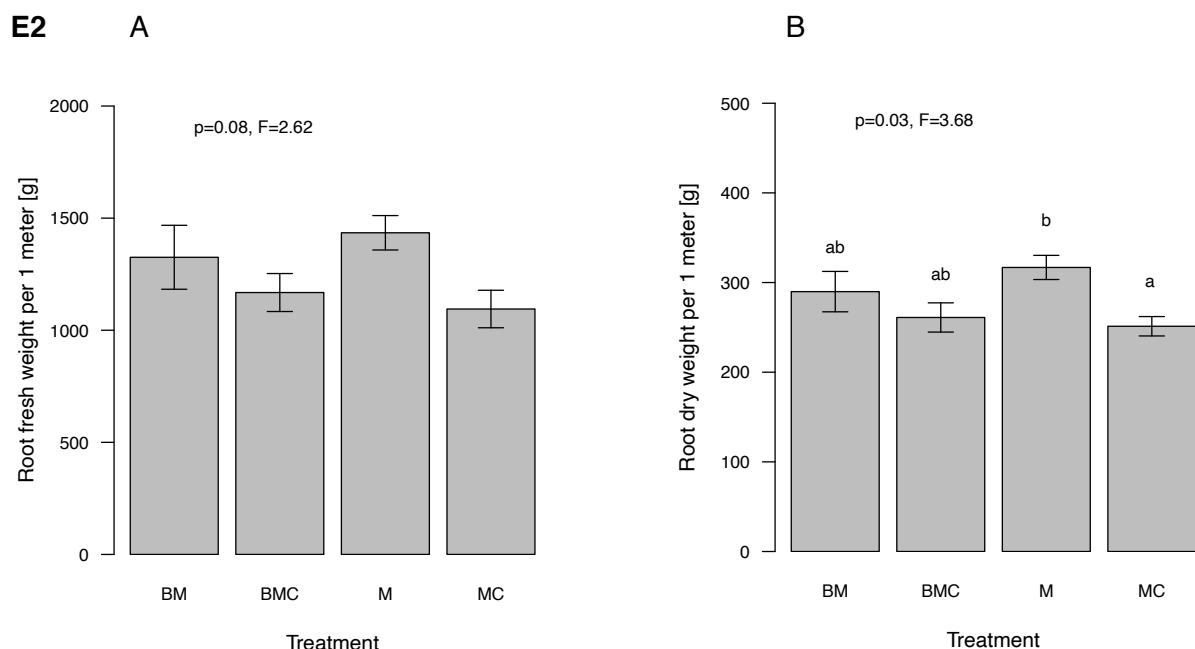 E2
A
2000
1500
1000
500
0
Root fresh weight per 1 meter [g]
p=0.08, F=2.62
BM BMC M MC
Treatment
B
500
400
300
200
100
0
Root dry weight per 1 meter [g]
p=0.03, F=3.68
ab ab b a
BM BMC M MC
Treatment